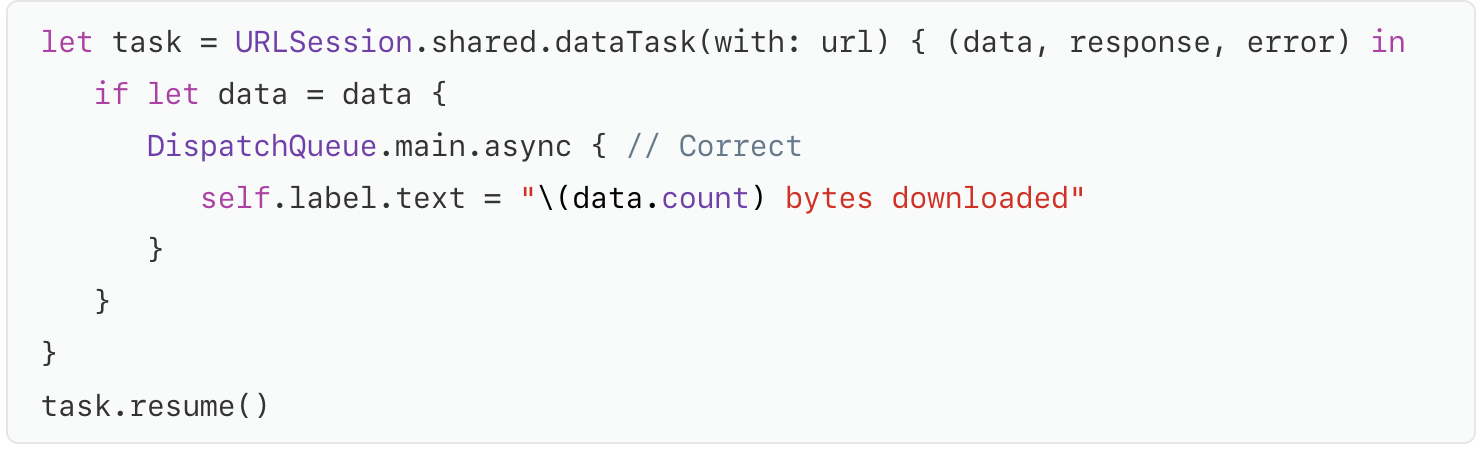 let task = URLSession.shared.dataTask(with: url) { (data, response, error) in
   if let data = data {
      DispatchQueue.main.async { // Correct
         self.label.text = "\(data.count) bytes downloaded"
      }
   }
}
task.resume()